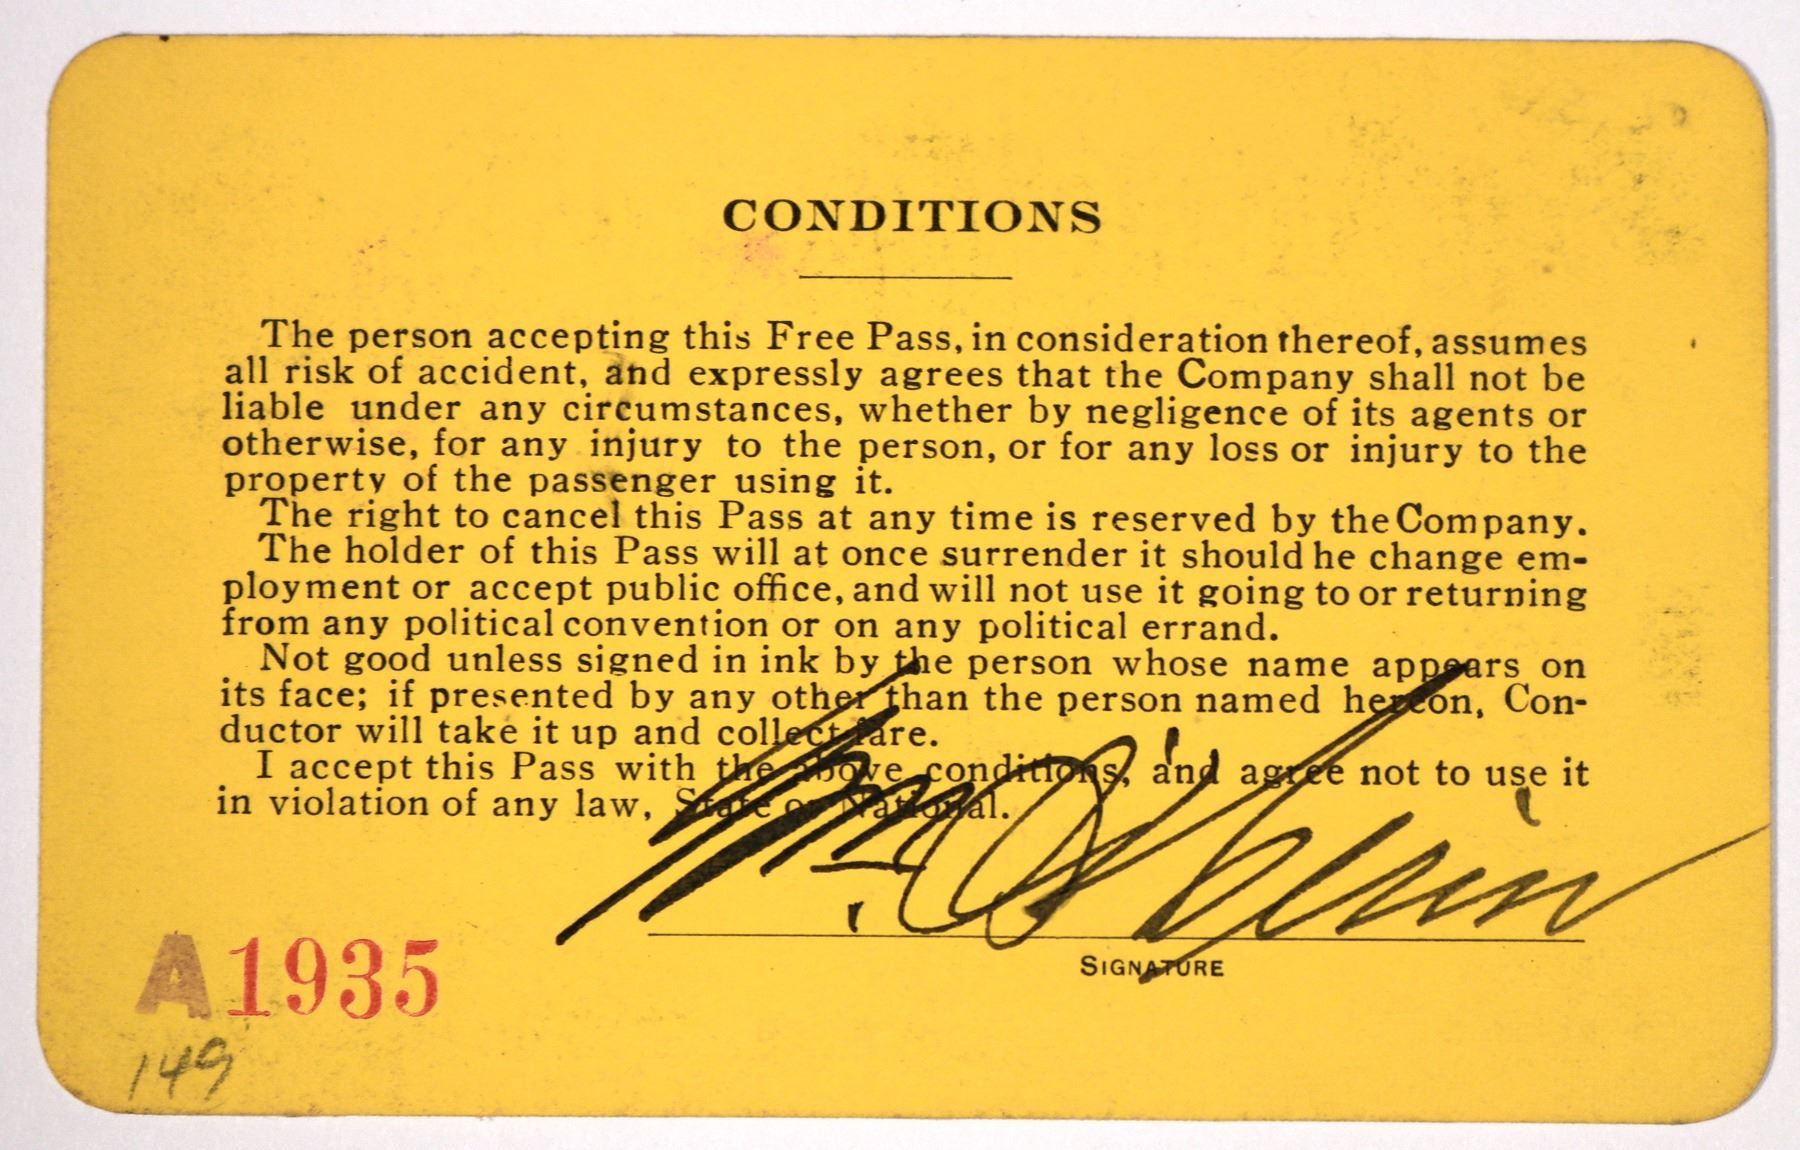 CONDITIONS
The person accepting this Free Pass, in consideration thereof, assumes
all risk of accident, and expressly agrees that the Company shall not be
liable under any circumstances, whether by negligence of its agents or
otherwise, for any injury to the person, or for any loss or injury to the
property of the passenger using it.
The right to cancel this Pass at any time is reserved by the Company.
The holder of this Pass will at once surrender it should he change em-
ployment or accept public office, and will not use it going to or returning
from any political convention or on any political errand.
Not good unless signed in ink by the person whose name appears on
its face; if presented by any other than the person named hereon, Con-
ductor will take it up and collect fare.
I accept this Pass with the above conditions, and agree not to use it
in violation of any law, State or National.
SIGNATURE
A1935
149